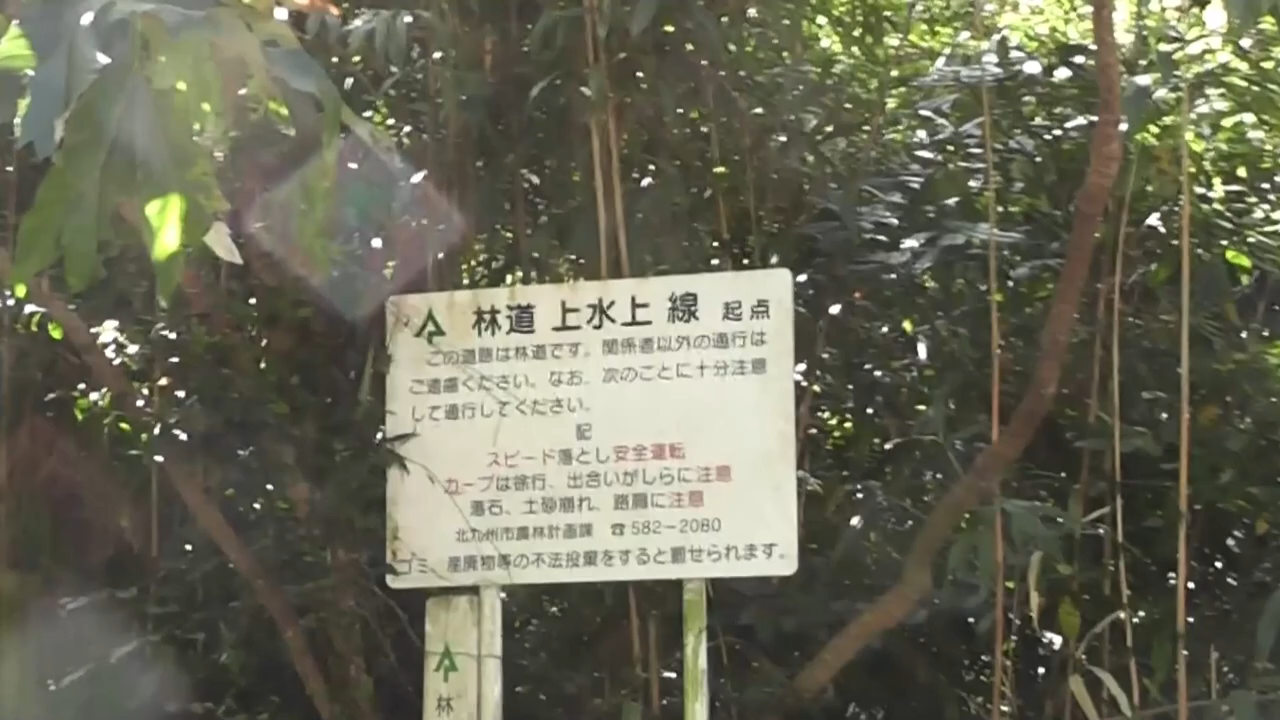 林道 上水上 線 起点
この道路は林道です。関係者以外の通行は
ご遠慮ください。なお、次のことに十分注意
して通行してください。
記
スピード落とし安全運転
カーブは徐行、出合いがしらに注意
落石、土砂崩れ、路肩に注意
北九州市農林計画課 ☎582-2080
ゴミ、産廃物等の不法投棄をすると罰せられます。
林